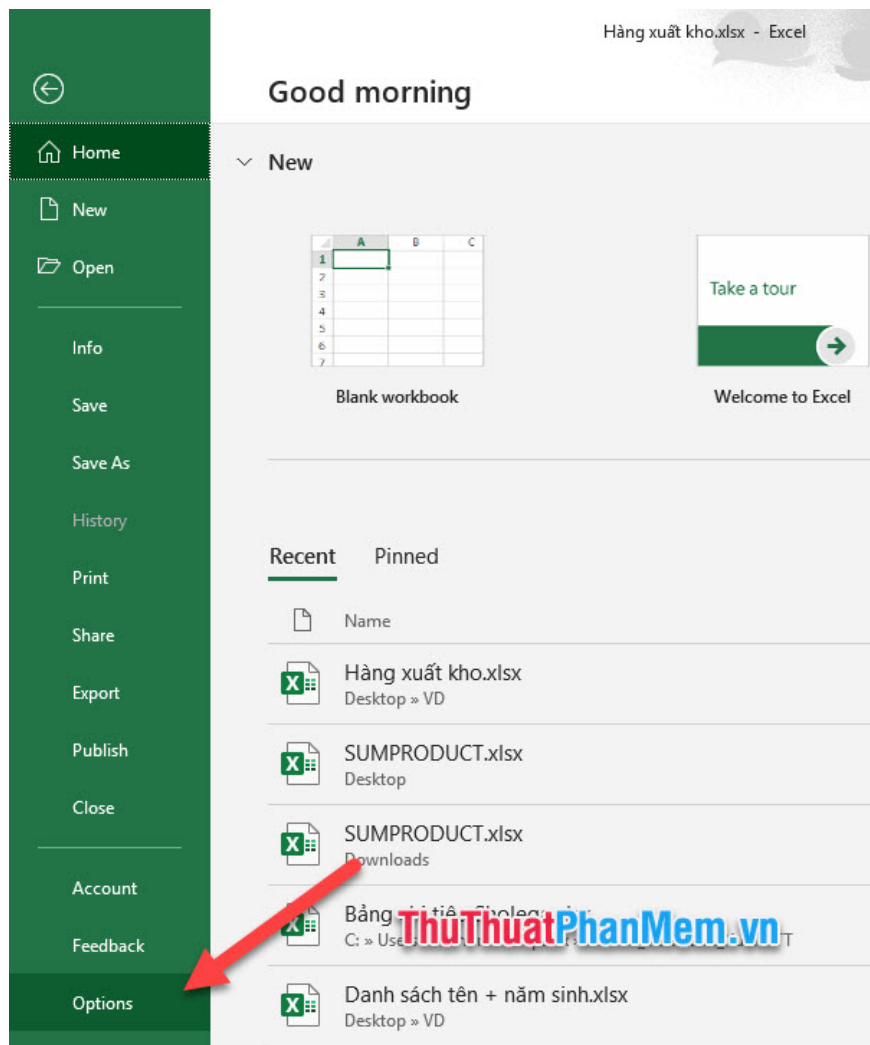 Hàng xuất kho.xlsx - Excel
Good morning
Home
New
Open
Info
Save
Save As
History
Print
Share
Export
Publish
Close
Account
Feedback
Options
New
A B C
1
2
3
4
5
6
7
Blank workbook
Take a tour
Welcome to Excel
Recent Pinned
Name
Hàng xuất kho.xlsx
Desktop » VD
SUMPRODUCT.xlsx
Desktop
SUMPRODUCT.xlsx
Downloads
Bảng
C: »
ThuThuatPhanMem.vn
Danh sách tên + năm sinh.xlsx
Desktop » VD